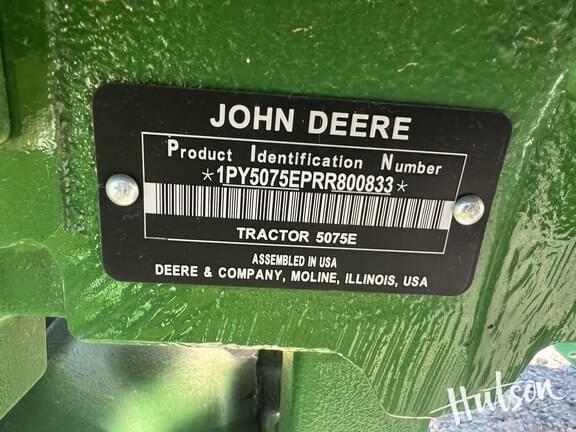 JOHN DEERE
Product Identification Number
*1PY5075EPRR800833*
TRACTOR 5075E
ASSEMBLED IN USA
DEERE & COMPANY, MOLINE, ILLINOIS, USA
Hutson